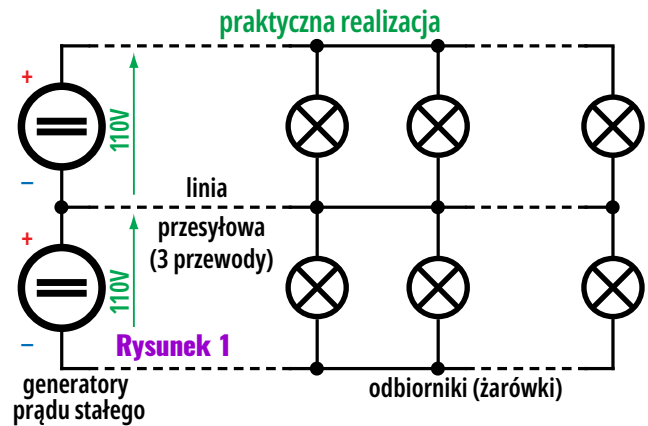 praktyczna realizacja
+
110V
–
linia
przesyłowa
(3 przewody)
+
110V
–
Rysunek 1
generatory
prądu stałego
odbiorniki (żarówki)